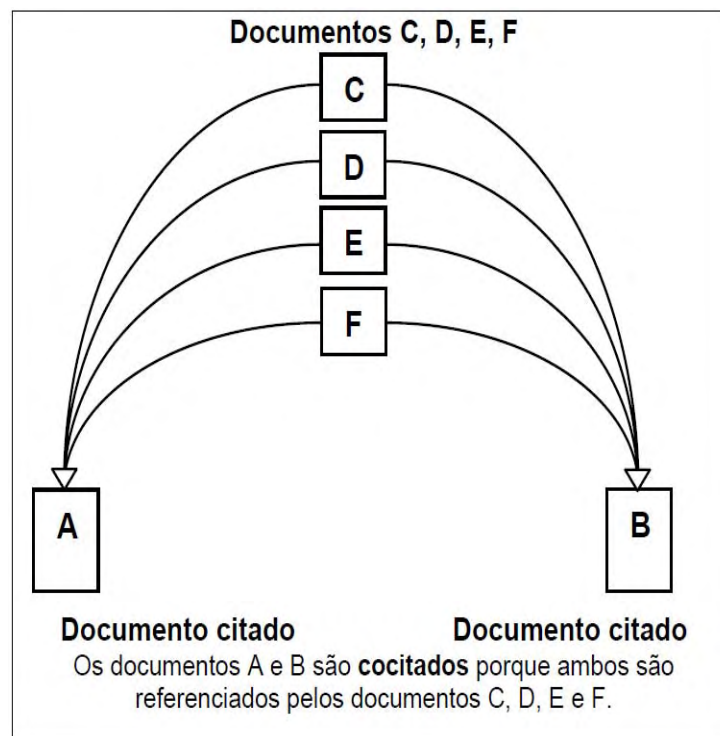 Documentos C, D, E, F
C
D
E
F
A
B
Documento citado
Documento citado
Os documentos A e B são cocitados porque ambos são
referenciados pelos documentos C, D, E e F.